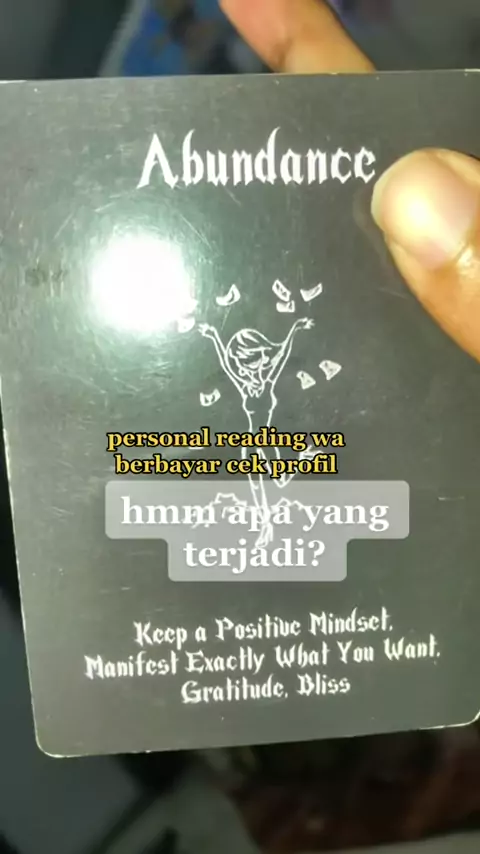 Abundance
personal reading wa
berbayar cek profil
hmm apa yang
terjadi?
Keep a Positive Mindset,
Manifest Exactly What You Want,
Gratitude, Bliss